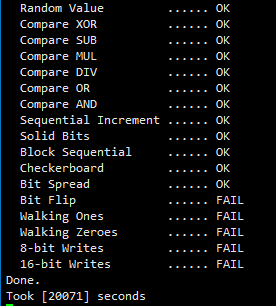 Random Value ...... OK
Compare XOR ...... OK
Compare SUB ...... OK
Compare MUL ...... OK
Compare DIV ...... OK
Compare OR ...... OK
Compare AND ...... OK
Sequential Increment ...... OK
Solid Bits ...... OK
Block Sequential ...... OK
Checkerboard ...... OK
Bit Spread ...... OK
Bit Flip ...... FAIL
Walking Ones ...... FAIL
Walking Zeroes ...... FAIL
8-bit Writes ...... FAIL
16-bit Writes ...... FAIL
Done.
Took [20071] seconds